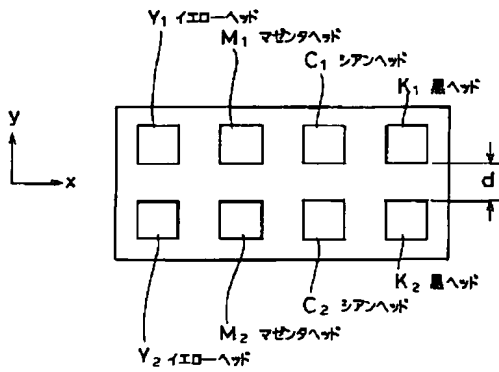 Y1 イエローヘッド
M1 マゼンタヘッド
C1 シアンヘッド
K1 黒ヘッド
y
x
d
K2 黒ヘッド
C2 シアンヘッド
M2 マゼンタヘッド
Y2 イエローヘッド